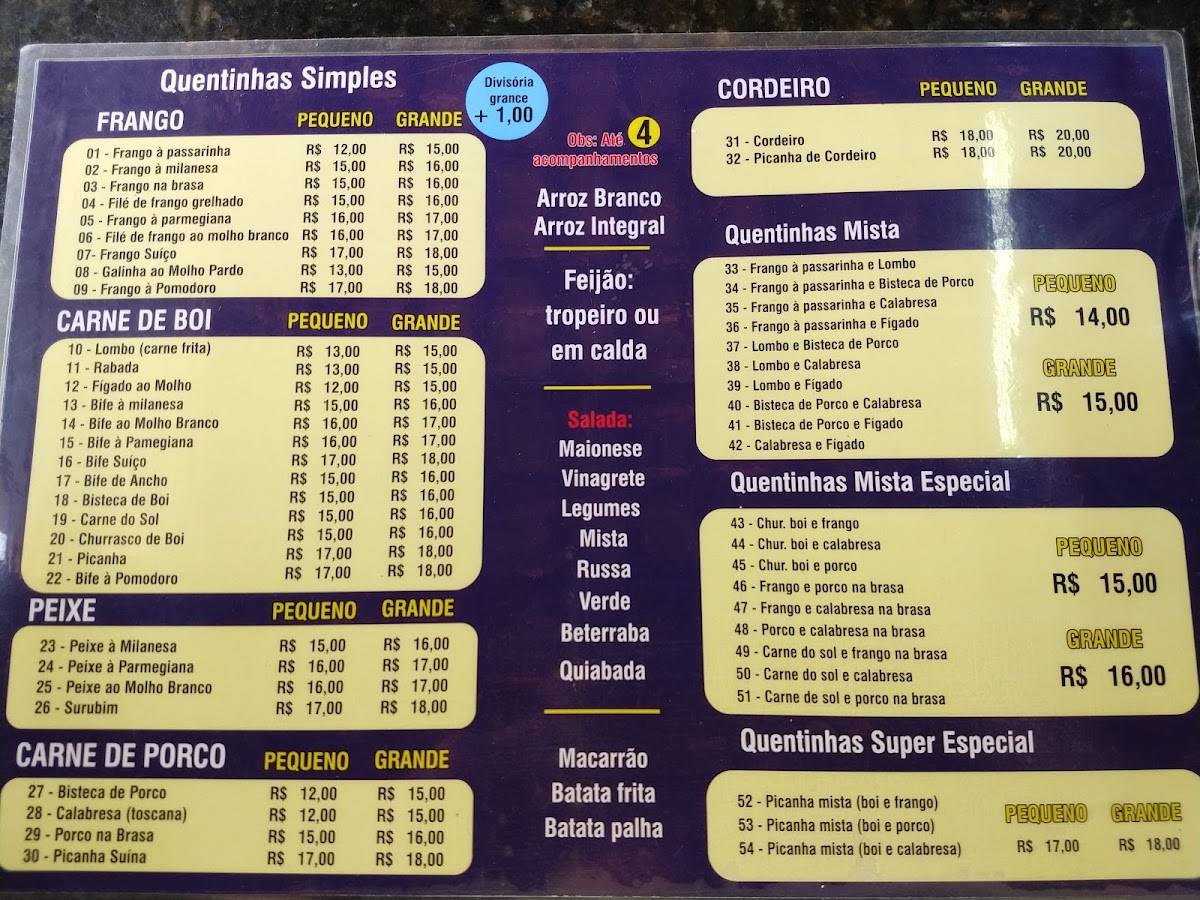 Quentinhas Simples
Divisória
grance
+ 1,00
FRANGO PEQUENO GRANDE
01 - Frango à passarinha R$ 12,00 R$ 15,00
02 - Frango à milanesa R$ 15,00 R$ 16,00
03 - Frango na brasa R$ 15,00 R$ 16,00
04 - Filé de frango grelhado R$ 15,00 R$ 16,00
05 - Frango à parmegiana R$ 16,00 R$ 17,00
06 - Filé de frango ao molho branco R$ 16,00 R$ 17,00
07- Frango Suíço R$ 17,00 R$ 18,00
08 - Galinha ao Molho Pardo R$ 13,00 R$ 15,00
09 - Frango à Pomodoro R$ 17,00 R$ 18,00
CARNE DE BOI PEQUENO GRANDE
10 - Lombo (carne frita) R$ 13,00 R$ 15,00
11 - Rabada R$ 13,00 R$ 15,00
12 - Fígado ao Molho R$ 12,00 R$ 15,00
13 - Bife à milanesa R$ 15,00 R$ 16,00
14 - Bife ao Molho Branco R$ 16,00 R$ 17,00
15 - Bife à Pamegiana R$ 16,00 R$ 17,00
16 - Bife Suíço R$ 17,00 R$ 18,00
17 - Bife de Ancho R$ 15,00 R$ 16,00
18 - Bisteca de Boi R$ 15,00 R$ 16,00
19 - Carne do Sol R$ 15,00 R$ 16,00
20 - Churrasco de Boi R$ 15,00 R$ 16,00
21 - Picanha R$ 17,00 R$ 18,00
22 - Bife à Pomodoro R$ 17,00 R$ 18,00
PEIXE PEQUENO GRANDE
23 - Peixe à Milanesa R$ 15,00 R$ 16,00
24 - Peixe à Parmegiana R$ 16,00 R$ 17,00
25 - Peixe ao Molho Branco R$ 16,00 R$ 17,00
26 - Surubim R$ 17,00 R$ 18,00
CARNE DE PORCO PEQUENO GRANDE
27 - Bisteca de Porco R$ 12,00 R$ 15,00
28 - Calabresa (toscana) R$ 12,00 R$ 15,00
29 - Porco na Brasa R$ 15,00 R$ 16,00
30 - Picanha Suína R$ 17,00 R$ 18,00
Obs: Até 4
acompanhamentos
Arroz Branco
Arroz Integral
Feijão:
tropeiro ou
em calda
Salada:
Maionese
Vinagrete
Legumes
Mista
Russa
Verde
Beterraba
Quiabada
Macarrão
Batata frita
Batata palha
CORDEIRO PEQUENO GRANDE
31 - Cordeiro R$ 18,00 R$ 20,00
32 - Picanha de Cordeiro R$ 18,00 R$ 20,00
Quentinhas Mista
33 - Frango à passarinha e Lombo
34 - Frango à passarinha e Bisteca de Porco
35 - Frango à passarinha e Calabresa
36 - Frango à passarinha e Fígado
37 - Lombo e Bisteca de Porco
38 - Lombo e Calabresa
39 - Lombo e Fígado
40 - Bisteca de Porco e Calabresa
41 - Bisteca de Porco e Fígado
42 - Calabresa e Fígado
PEQUENO
R$ 14,00
GRANDE
R$ 15,00
Quentinhas Mista Especial
43 - Chur. boi e frango
44 - Chur. boi e calabresa
45 - Chur. boi e porco
46 - Frango e porco na brasa
47 - Frango e calabresa na brasa
48 - Porco e calabresa na brasa
49 - Carne do sol e frango na brasa
50 - Carne do sol e calabresa
51 - Carne de sol e porco na brasa
PEQUENO
R$ 15,00
GRANDE
R$ 16,00
Quentinhas Super Especial
52 - Picanha mista (boi e frango)
53 - Picanha mista (boi e porco)
54 - Picanha mista (boi e calabresa)
PEQUENO GRANDE
R$ 17,00 R$ 18,00